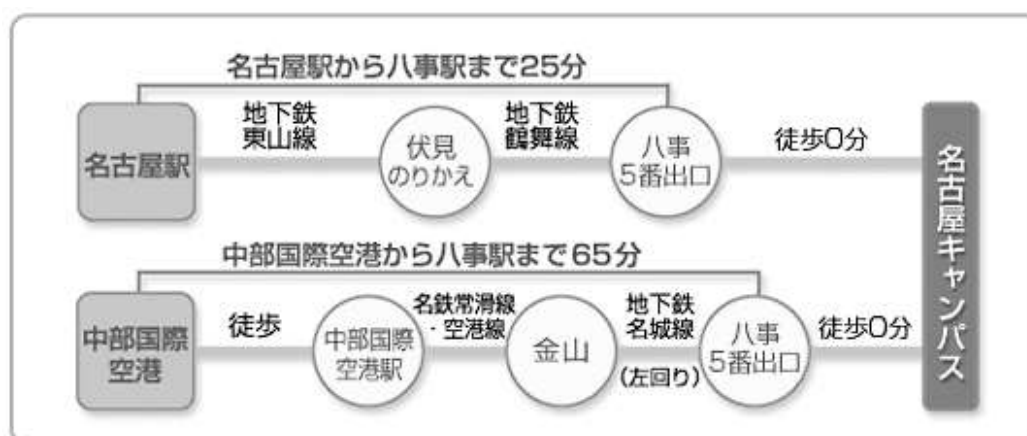 名古屋駅から八事駅まで25分
名古屋駅
地下鉄
東山線
伏見
のりかえ
地下鉄
鶴舞線
八事
5番出口
徒歩0分
中部国際空港から八事駅まで65分
中部国際
空港
徒歩
中部国際
空港駅
名鉄常滑線
・空港線
金山
地下鉄
名城線
(左回り)
八事
5番出口
徒歩0分
名古屋キャンパス